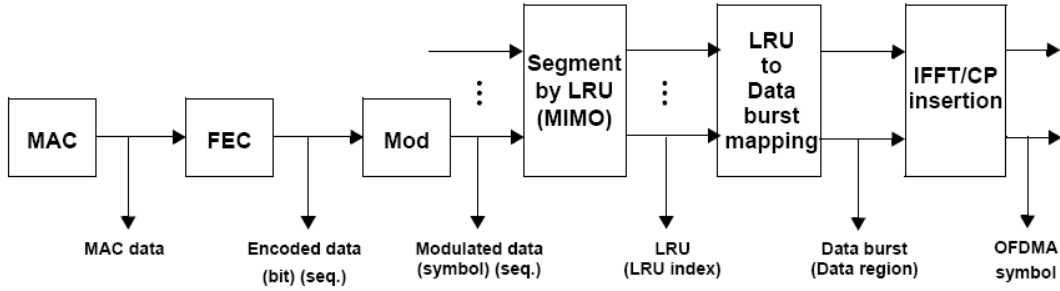 MAC
FEC
Mod
Segment
by LRU
(MIMO)
LRU
to
Data
burst
mapping
IFFT/CP
insertion
MAC data
Encoded data
(bit) (seq.)
Modulated data
(symbol) (seq.)
LRU
(LRU index)
Data burst
(Data region)
OFDMA
symbol